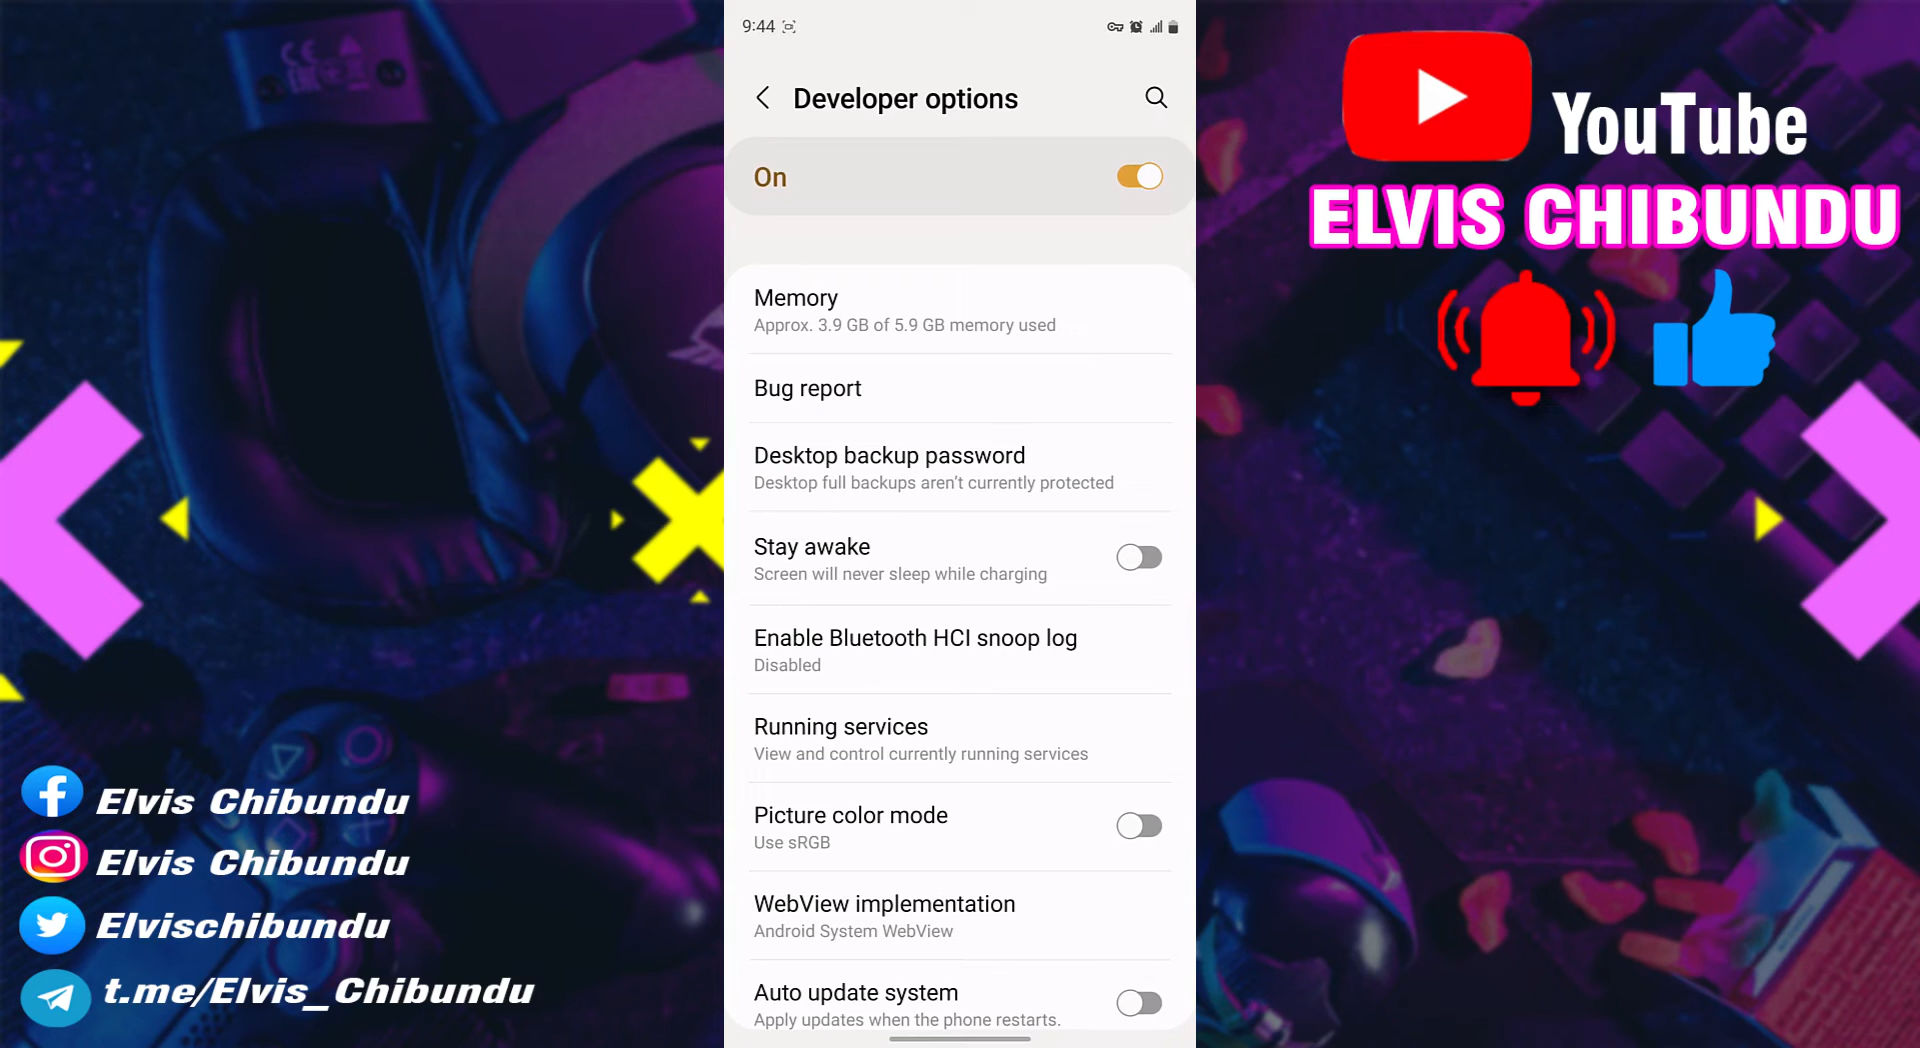 9:44
Developer options
On
Memory
Approx. 3.9 GB of 5.9 GB memory used
Bug report
Desktop backup password
Desktop full backups aren't currently protected
Stay awake
Screen will never sleep while charging
Enable Bluetooth HCI snoop log
Disabled
Running services
View and control currently running services
Picture color mode
Use sRGB
WebView implementation
Android System WebView
Auto update system
Apply updates when the phone restarts.
YouTube
ELVIS CHIBUNDU
Elvis Chibundu
Elvis Chibundu
Elvischibundu
t.me/Elvis_Chibundu